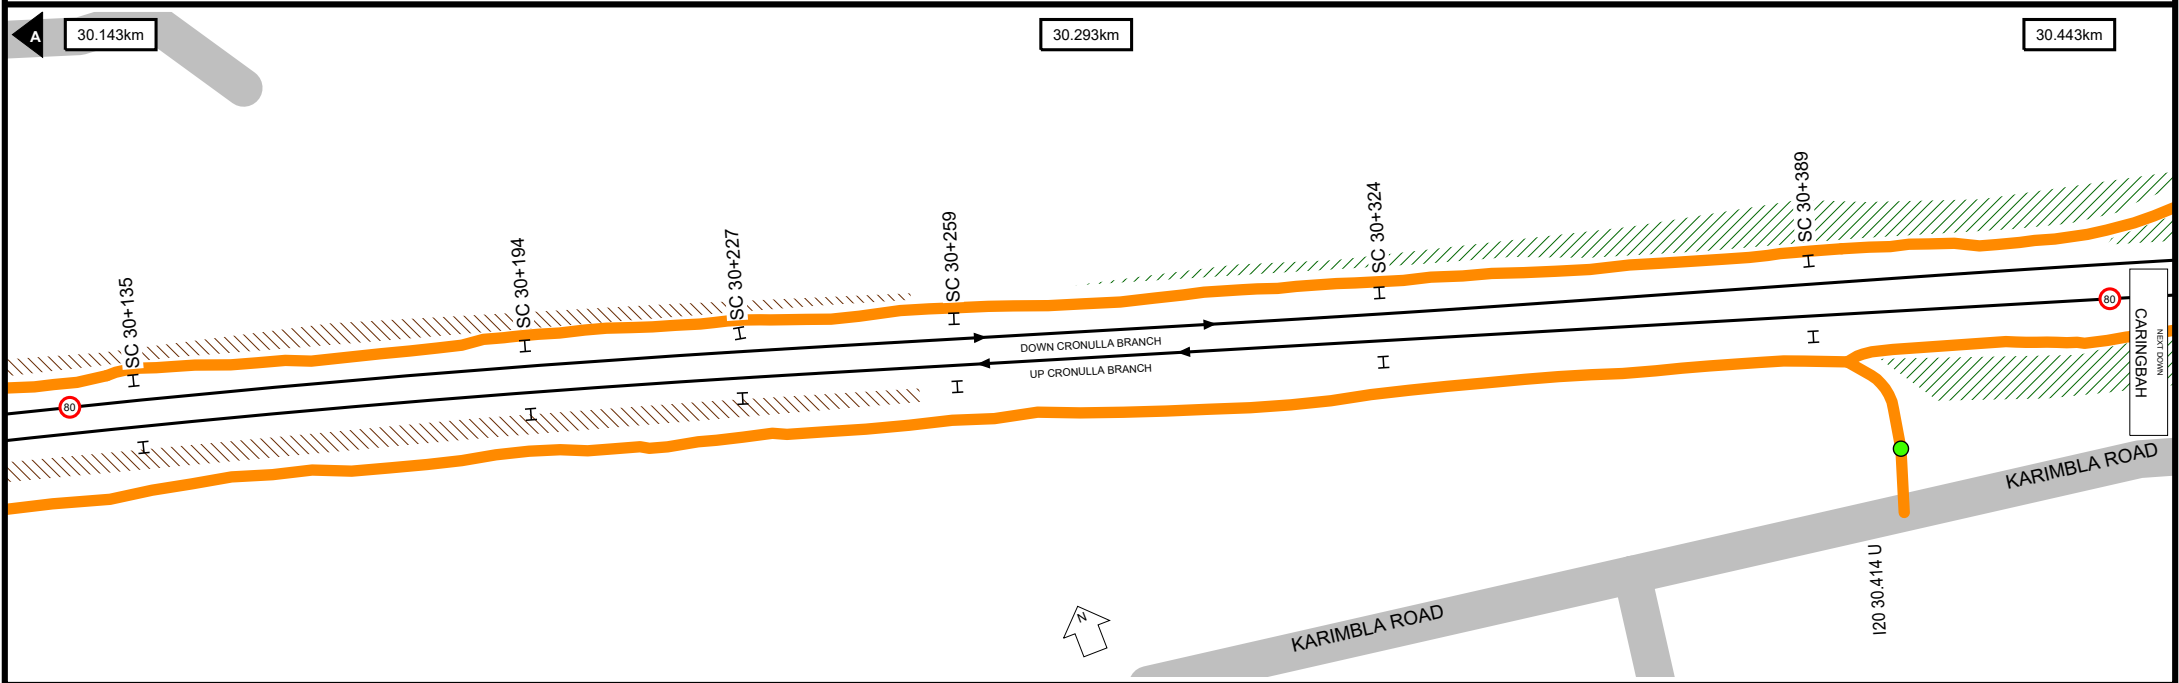 A
30.143km
30.293km
30.443km
SC 30+135
SC 30+194
SC 30+227
SC 30+259
SC 30+324
SC 30+389
80
DOWN CRONULLA BRANCH
UP CRONULLA BRANCH
80
CARINGBAH
NEXT DOWN
KARIMBLA ROAD
I20 30.414 U
KARIMBLA ROAD
N